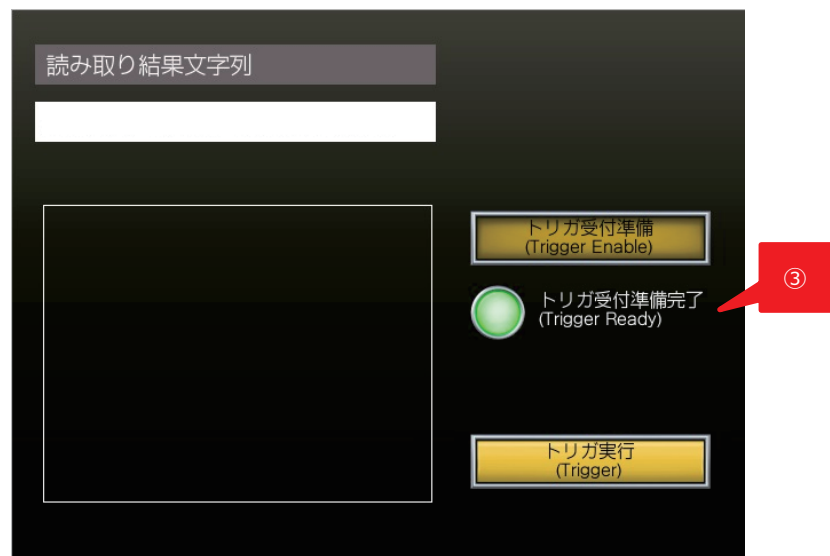 読み取り結果文字列
トリガ受付準備
(Trigger Enable)
③
トリガ受付準備完了
(Trigger Ready)
トリガ実行
(Trigger)